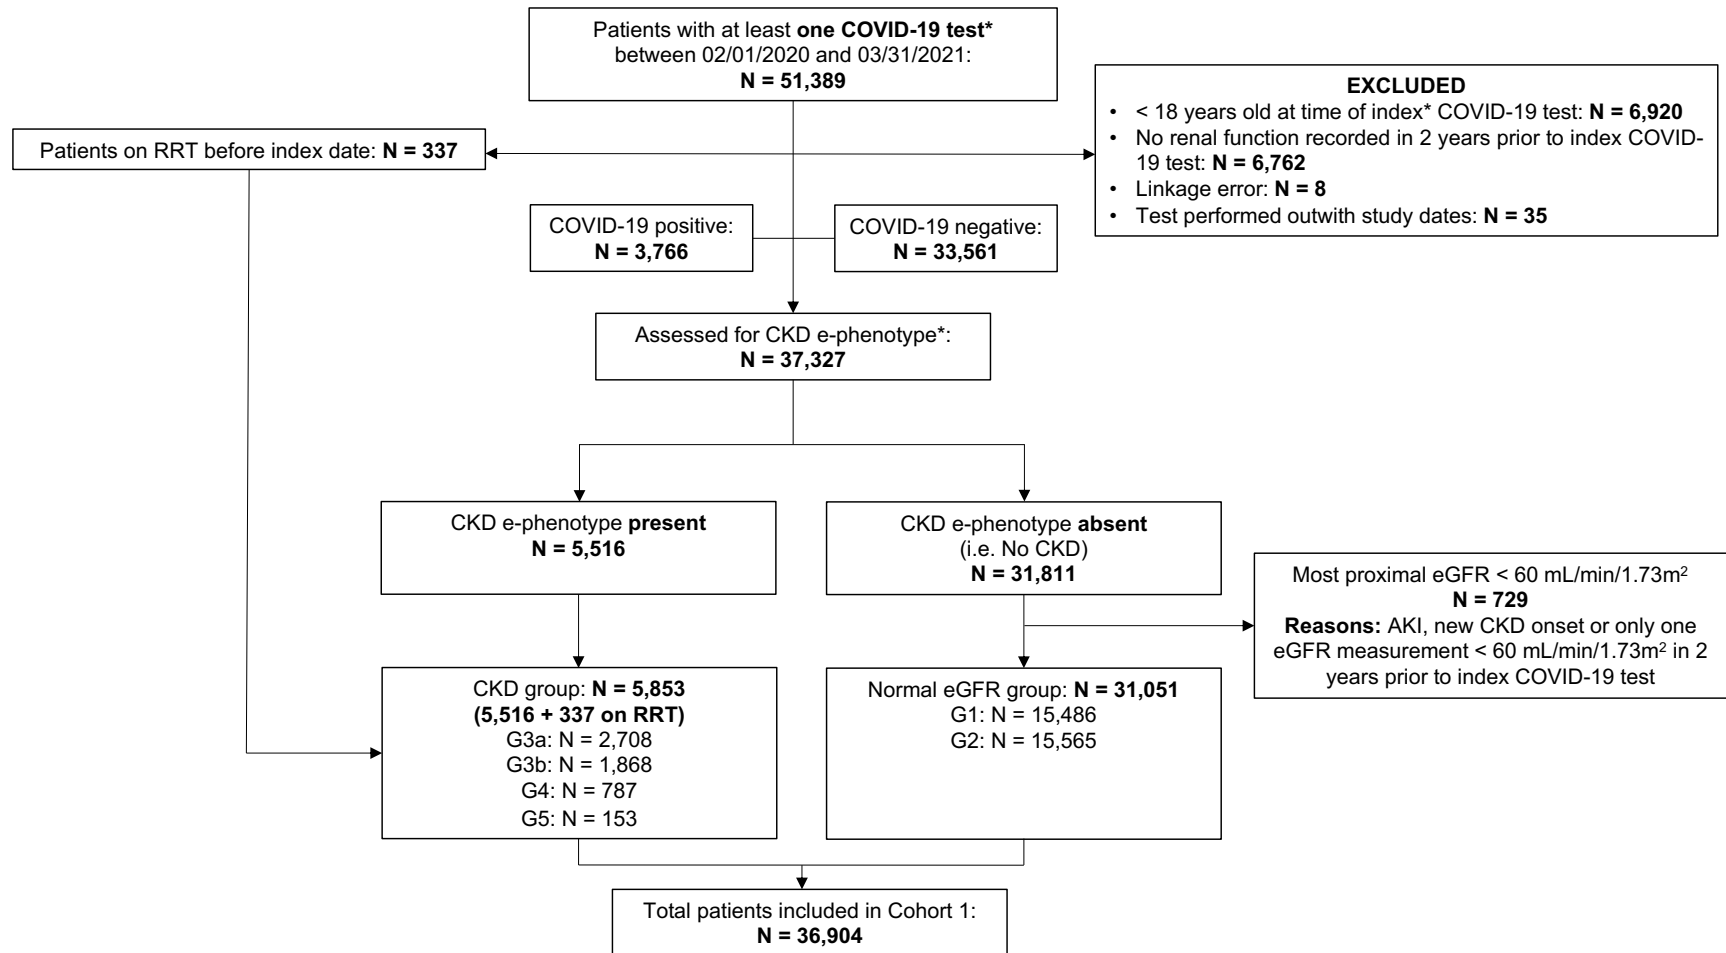 Patients with at least one COVID-19 test*
between 02/01/2020 and 03/31/2021:
N = 51,389
EXCLUDED
• < 18 years old at time of index* COVID-19 test: N = 6,920
• No renal function recorded in 2 years prior to index COVID-
19 test: N = 6,762
• Linkage error: N = 8
• Test performed outwith study dates: N = 35
Patients on RRT before index date: N = 337
COVID-19 positive:
N = 3,766
COVID-19 negative:
N = 33,561
Assessed for CKD e-phenotype*:
N = 37,327
CKD e-phenotype present
N = 5,516
CKD e-phenotype absent
(i.e. No CKD)
N = 31,811
Most proximal eGFR < 60 mL/min/1.73m²
N = 729
Reasons: AKI, new CKD onset or only one
eGFR measurement < 60 mL/min/1.73m² in 2
years prior to index COVID-19 test
CKD group: N = 5,853
(5,516 + 337 on RRT)
G3a: N = 2,708
G3b: N = 1,868
G4: N = 787
G5: N = 153
Normal eGFR group: N = 31,051
G1: N = 15,486
G2: N = 15,565
Total patients included in Cohort 1:
N = 36,904